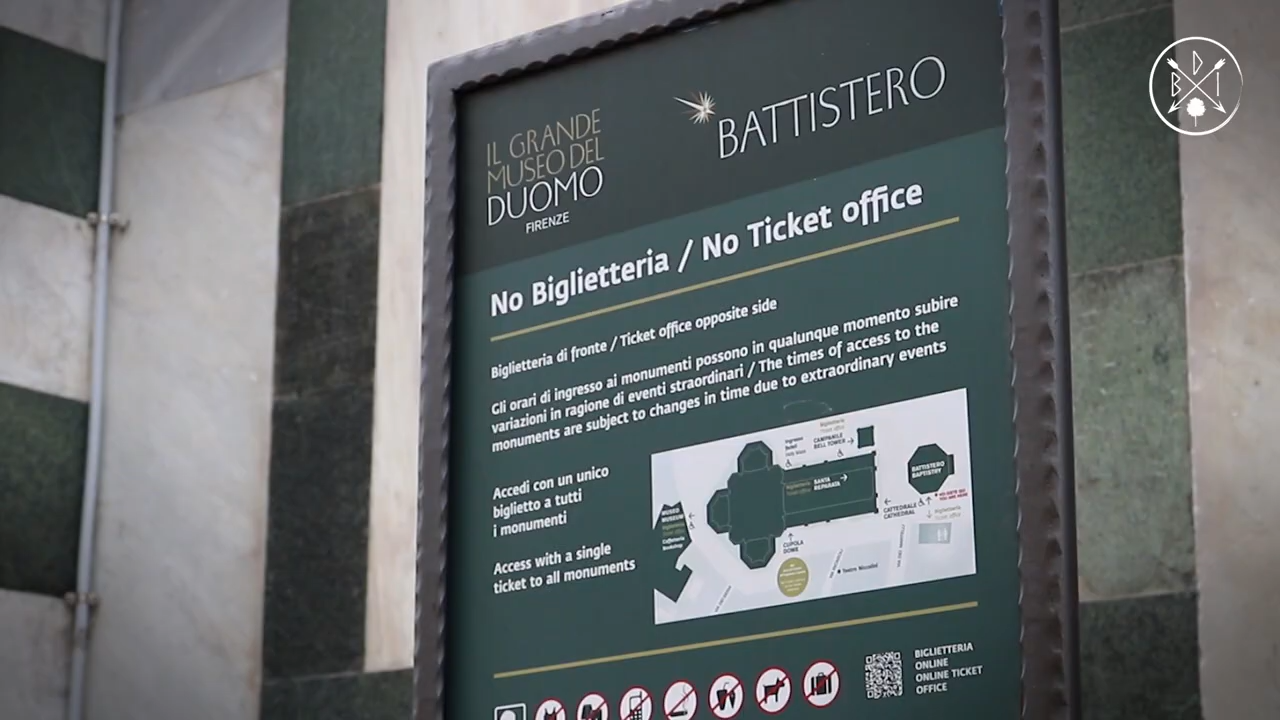 B D I
IL GRANDE
MUSEO DEL
DUOMO
FIRENZE
BATTISTERO
No Biglietteria / No Ticket office
Biglietteria di fronte / Ticket office opposite side
Gli orari di ingresso ai monumenti possono in qualunque momento subire
variazioni in ragione di eventi straordinari / The times of access to the
monuments are subject to changes in time due to extraordinary events
Accedi con un unico
biglietto a tutti
i monumenti
Access with a single
ticket to all monuments
CAMPANILE
BELL TOWER
SANTA
REPARATA
BATTISTERO
BAPTISTRY
CATTEDRALE
CATHEDRAL
MUSEO
MUSEUM
CUPOLA
DOME
BIGLIETTERIA
ONLINE
ONLINE TICKET
OFFICE